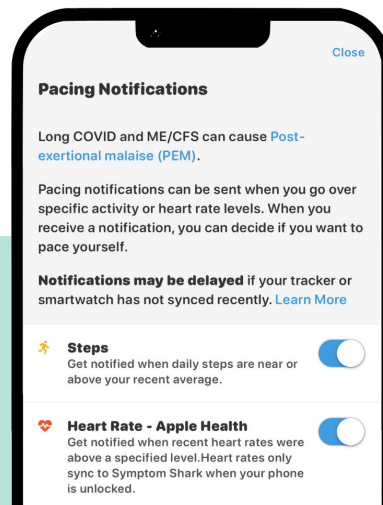 Close
Pacing Notifications
Long COVID and ME/CFS can cause Post-
exertional malaise (PEM).
Pacing notifications can be sent when you go over
specific activity or heart rate levels. When you
receive a notification, you can decide if you want to
pace yourself.
Notifications may be delayed if your tracker or
smartwatch has not synced recently. Learn More
Steps
Get notified when daily steps are near or
above your recent average.
Heart Rate - Apple Health
Get notified when recent heart rates were
above a specified level.Heart rates only
sync to Symptom Shark when your phone
is unlocked.